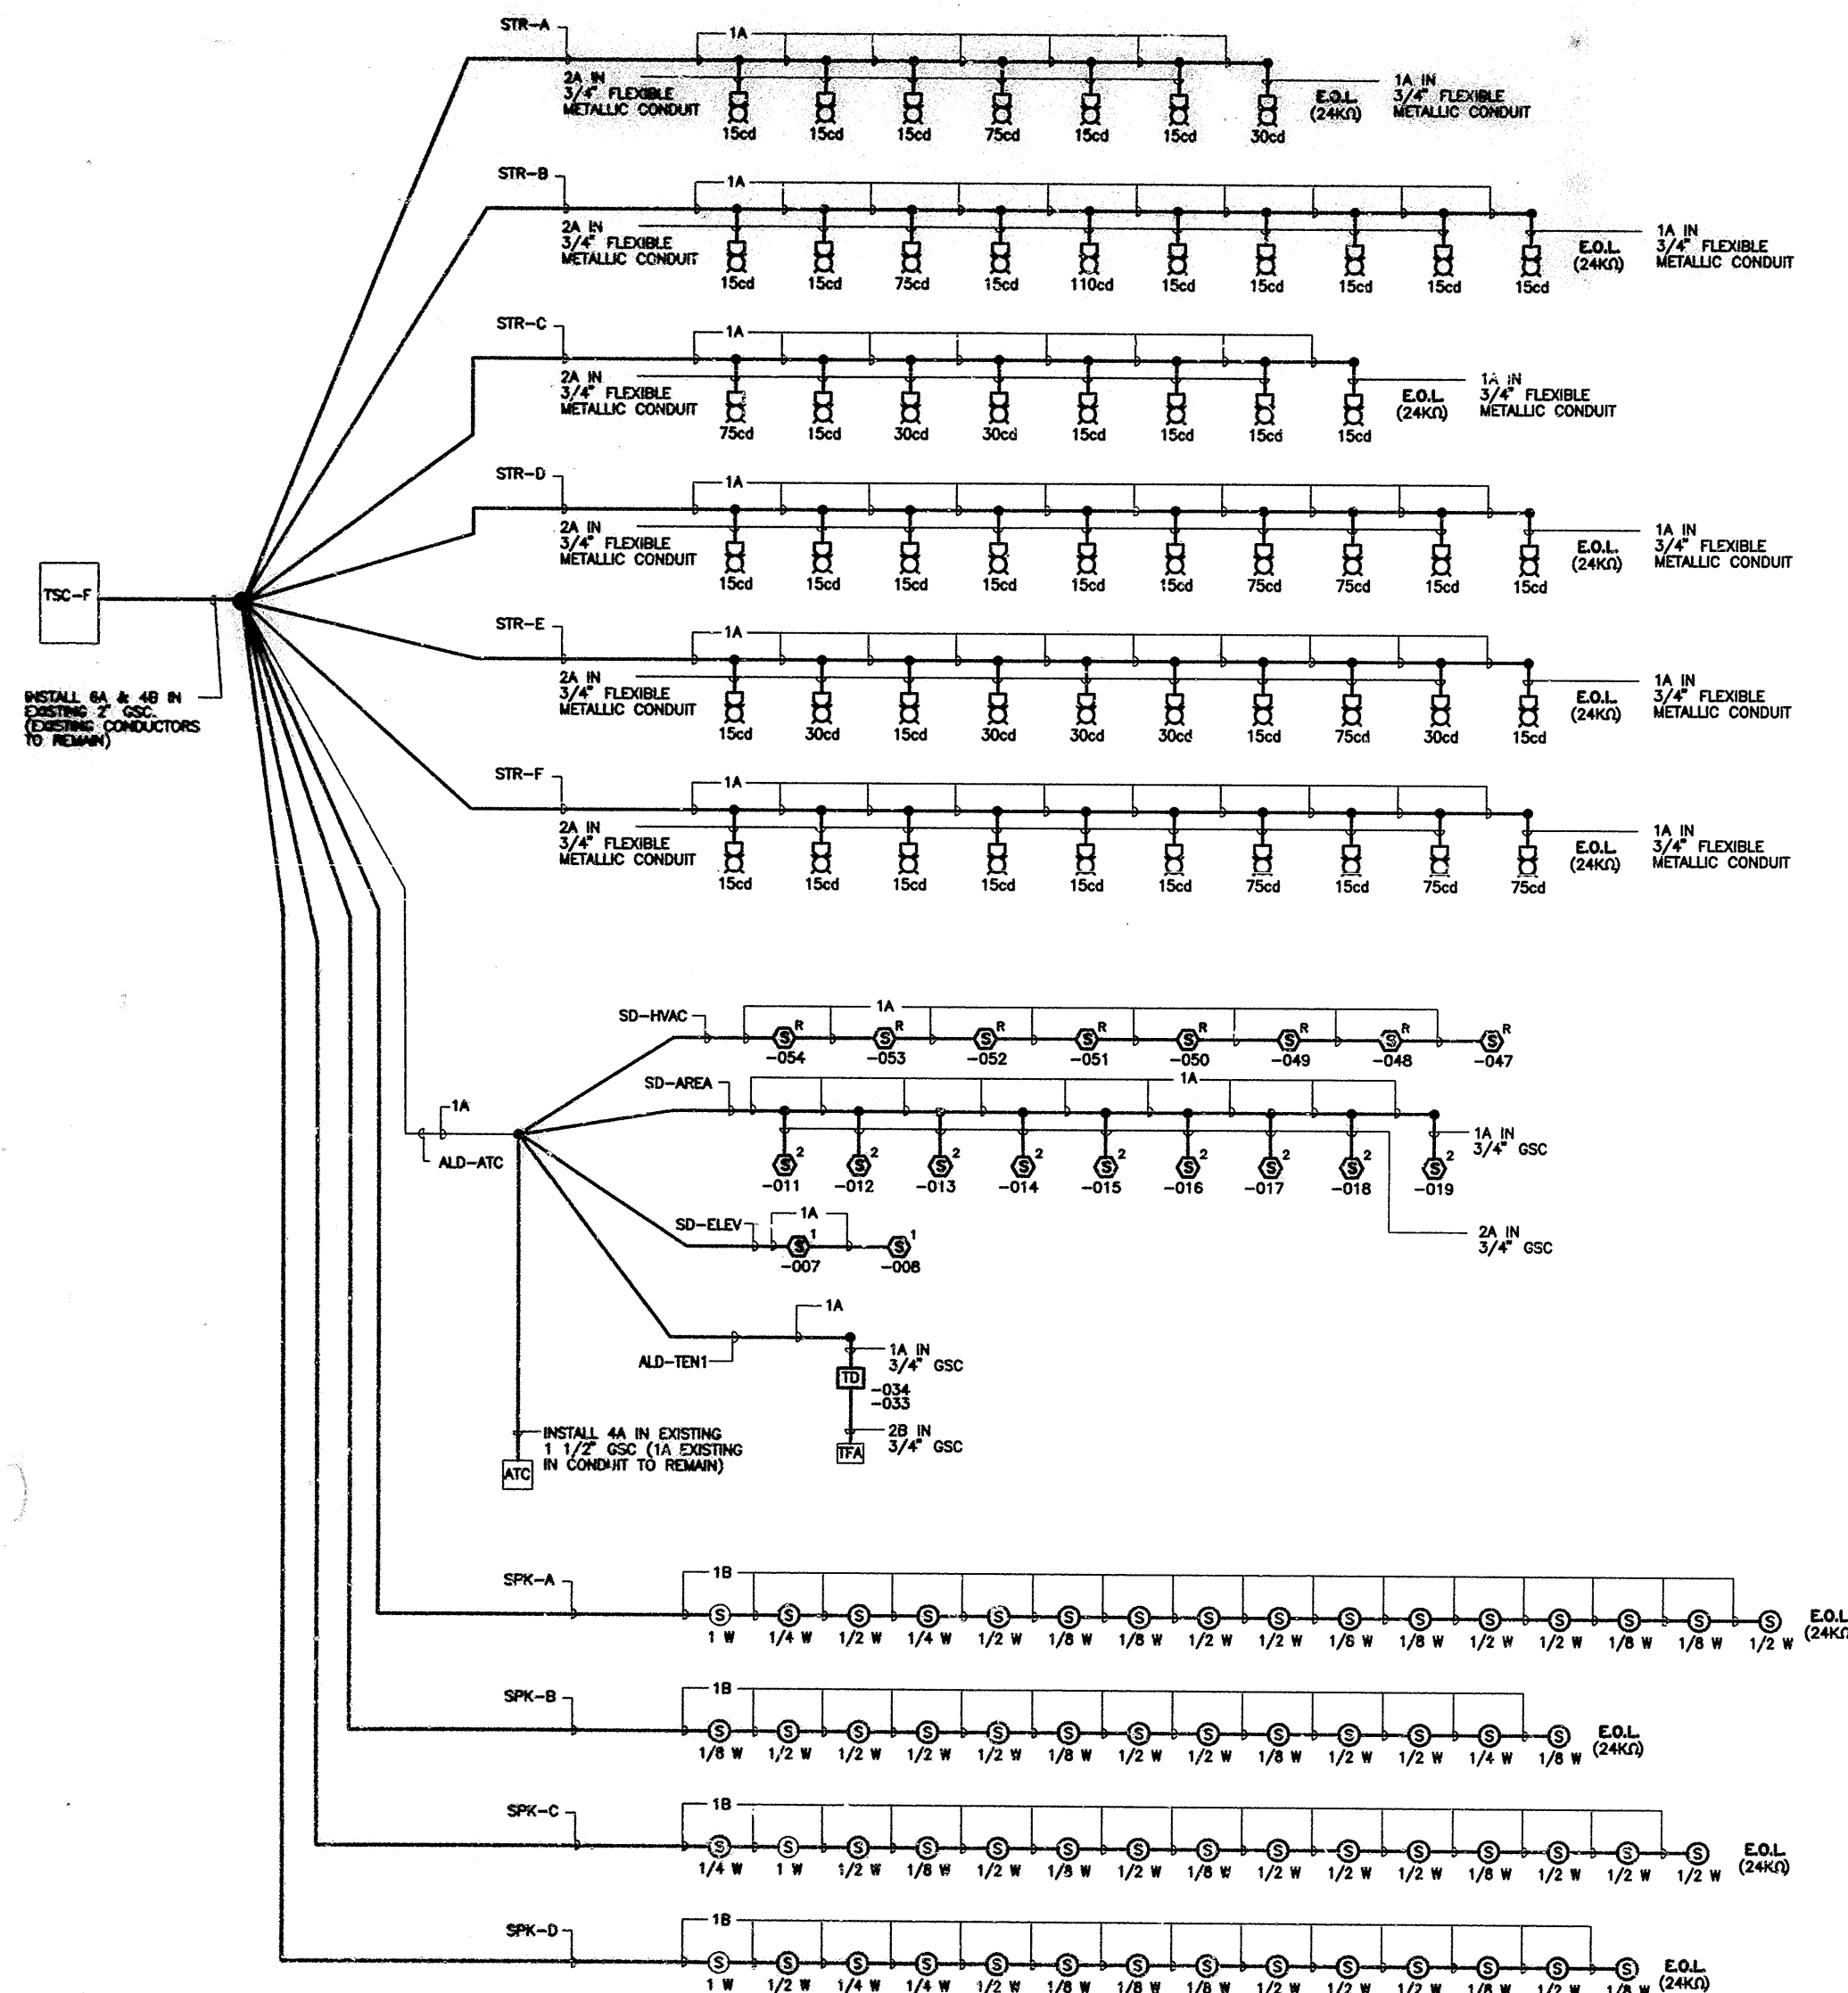 STR-A
1A
2A IN
3/4" FLEXIBLE
METALLIC CONDUIT
15cd 15cd 15cd 75cd 15cd 15cd 30cd
E.O.L.
(24KΩ)
1A IN
3/4" FLEXIBLE
METALLIC CONDUIT
STR-B
1A
2A IN
3/4" FLEXIBLE
METALLIC CONDUIT
15cd 15cd 75cd 15cd 110cd 15cd 15cd 15cd 15cd 15cd
E.O.L.
(24KΩ)
1A IN
3/4" FLEXIBLE
METALLIC CONDUIT
STR-C
1A
2A IN
3/4" FLEXIBLE
METALLIC CONDUIT
75cd 15cd 30cd 30cd 15cd 15cd 15cd 15cd
E.O.L.
(24KΩ)
1A IN
3/4" FLEXIBLE
METALLIC CONDUIT
STR-D
1A
2A IN
3/4" FLEXIBLE
METALLIC CONDUIT
15cd 15cd 15cd 15cd 15cd 15cd 75cd 75cd 15cd 15cd
E.O.L.
(24KΩ)
1A IN
3/4" FLEXIBLE
METALLIC CONDUIT
TSC-F
INSTALL 6A & 4B IN
EXISTING 2" GSC.
(EXISTING CONDUCTORS
TO REMAIN)
STR-E
1A
2A IN
3/4" FLEXIBLE
METALLIC CONDUIT
15cd 30cd 15cd 30cd 30cd 30cd 15cd 75cd 30cd 15cd
E.O.L.
(24KΩ)
1A IN
3/4" FLEXIBLE
METALLIC CONDUIT
STR-F
1A
2A IN
3/4" FLEXIBLE
METALLIC CONDUIT
15cd 15cd 15cd 15cd 15cd 15cd 75cd 15cd 75cd 75cd
E.O.L.
(24KΩ)
1A IN
3/4" FLEXIBLE
METALLIC CONDUIT
SD-HVAC
1A
S R S R S R S R S R S R S R S R
-054 -053 -052 -051 -050 -049 -048 -047
SD-AREA
1A
S 2 S 2 S 2 S 2 S 2 S 2 S 2 S 2 S 2
-011 -012 -013 -014 -015 -016 -017 -018 -019
1A IN
3/4" GSC
2A IN
3/4" GSC
1A
ALD-ATC
SD-ELEV
1A
S 1 S 1
-007 -008
1A
ALD-TEN1
1A IN
3/4" GSC
TD
-034
-033
2B IN
3/4" GSC
TFA
INSTALL 4A IN EXISTING
1 1/2" GSC (1A EXISTING
IN CONDUIT TO REMAIN)
ATC
SPK-A
1B
S S S S S S S S S S S S S S S S
1 W 1/4 W 1/2 W 1/4 W 1/2 W 1/8 W 1/8 W 1/2 W 1/2 W 1/8 W 1/8 W 1/2 W 1/2 W 1/8 W 1/8 W 1/2 W
E.O.L
(24KΩ
SPK-B
1B
S S S S S S S S S S S S S
1/8 W 1/2 W 1/2 W 1/2 W 1/2 W 1/8 W 1/2 W 1/2 W 1/8 W 1/2 W 1/2 W 1/4 W 1/8 W
E.O.L.
(24KΩ)
SPK-C
1B
S S S S S S S S S S S S S S S
1/4 W 1 W 1/2 W 1/8 W 1/2 W 1/8 W 1/2 W 1/8 W 1/2 W 1/2 W 1/2 W 1/8 W 1/2 W 1/2 W 1/2 W
E.O.L.
(24KΩ)
SPK-D
1B
S S S S S S S S S S S S S S
1 W 1/2 W 1/4 W 1/4 W 1/2 W 1/8 W 1/8 W 1/8 W 1/2 W 1/2 W 1/2 W 1/8 W 1/2 W 1/8 W
E.O.L.
(24KΩ)